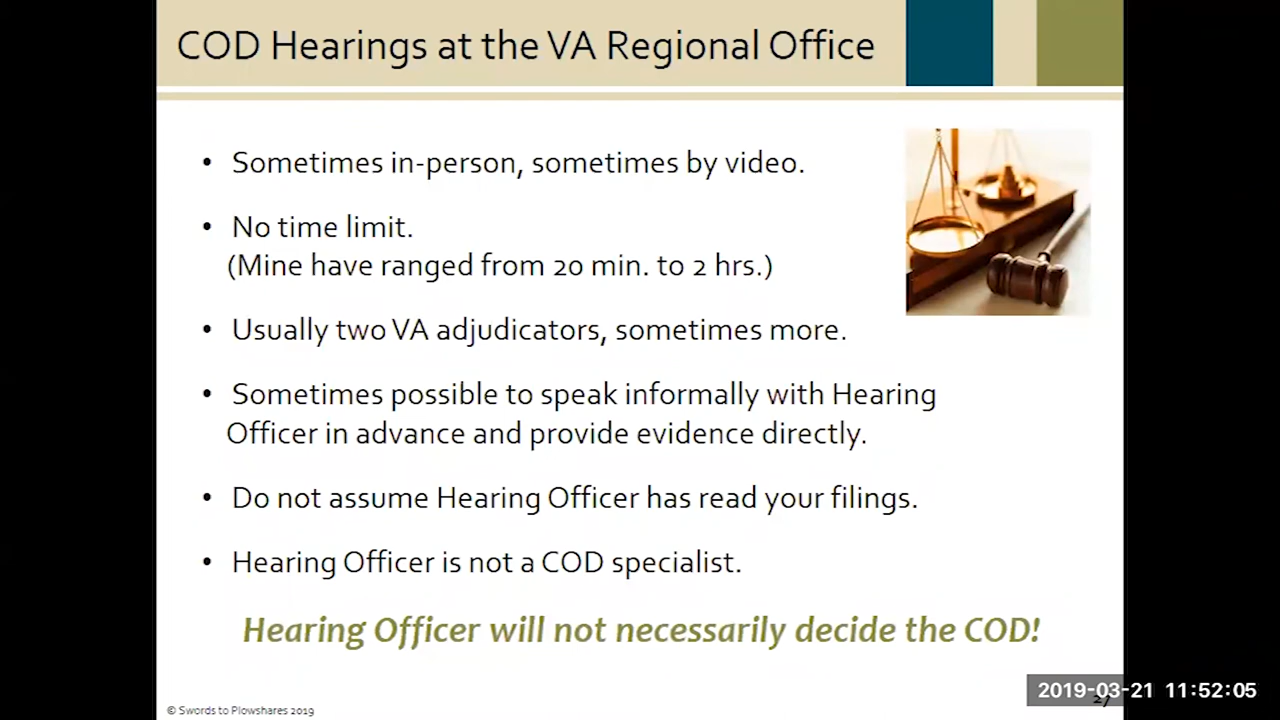 COD Hearings at the VA Regional Office
• Sometimes in-person, sometimes by video.
• No time limit.
(Mine have ranged from 20 min. to 2 hrs.)
• Usually two VA adjudicators, sometimes more.
• Sometimes possible to speak informally with Hearing
Officer in advance and provide evidence directly.
• Do not assume Hearing Officer has read your filings.
• Hearing Officer is not a COD specialist.
Hearing Officer will not necessarily decide the COD!
2019-03-21 11:52:05
© Swords to Plowshares 2019